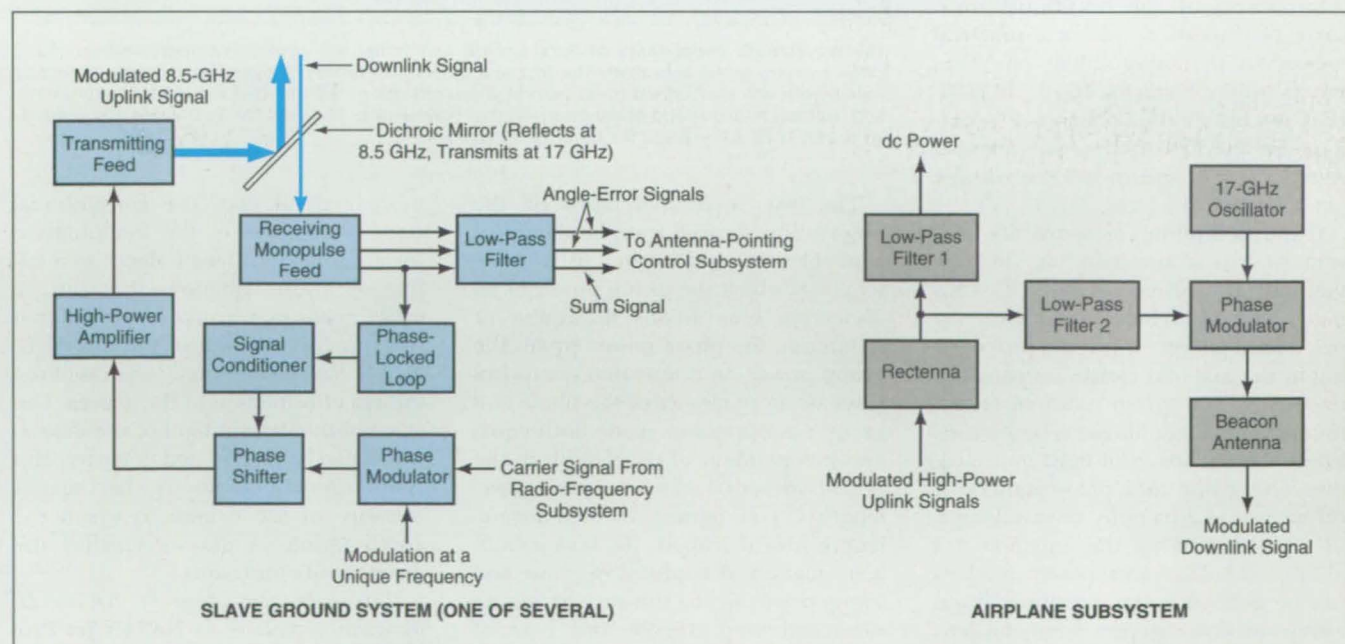 Modulated 8.5-GHz
Uplink Signal
Downlink Signal
Dichroic Mirror (Reflects at
8.5 GHz, Transmits at 17 GHz)
Transmitting
Feed
Receiving
Monopulse
Feed
Low-Pass
Filter
Angle-Error Signals
To Antenna-Pointing
Control Subsystem
Sum Signal
High-Power
Amplifier
Signal
Conditioner
Phase-
Locked
Loop
Phase
Shifter
Phase
Modulator
Carrier Signal From
Radio-Frequency
Subsystem
Modulation at a
Unique Frequency
SLAVE GROUND SYSTEM (ONE OF SEVERAL)
dc Power
17-GHz
Oscillator
Low-Pass
Filter 1
Low-Pass
Filter 2
Phase
Modulator
Rectenna
Beacon
Antenna
Modulated High-Power
Uplink Signals
Modulated
Downlink Signal
AIRPLANE SUBSYSTEM